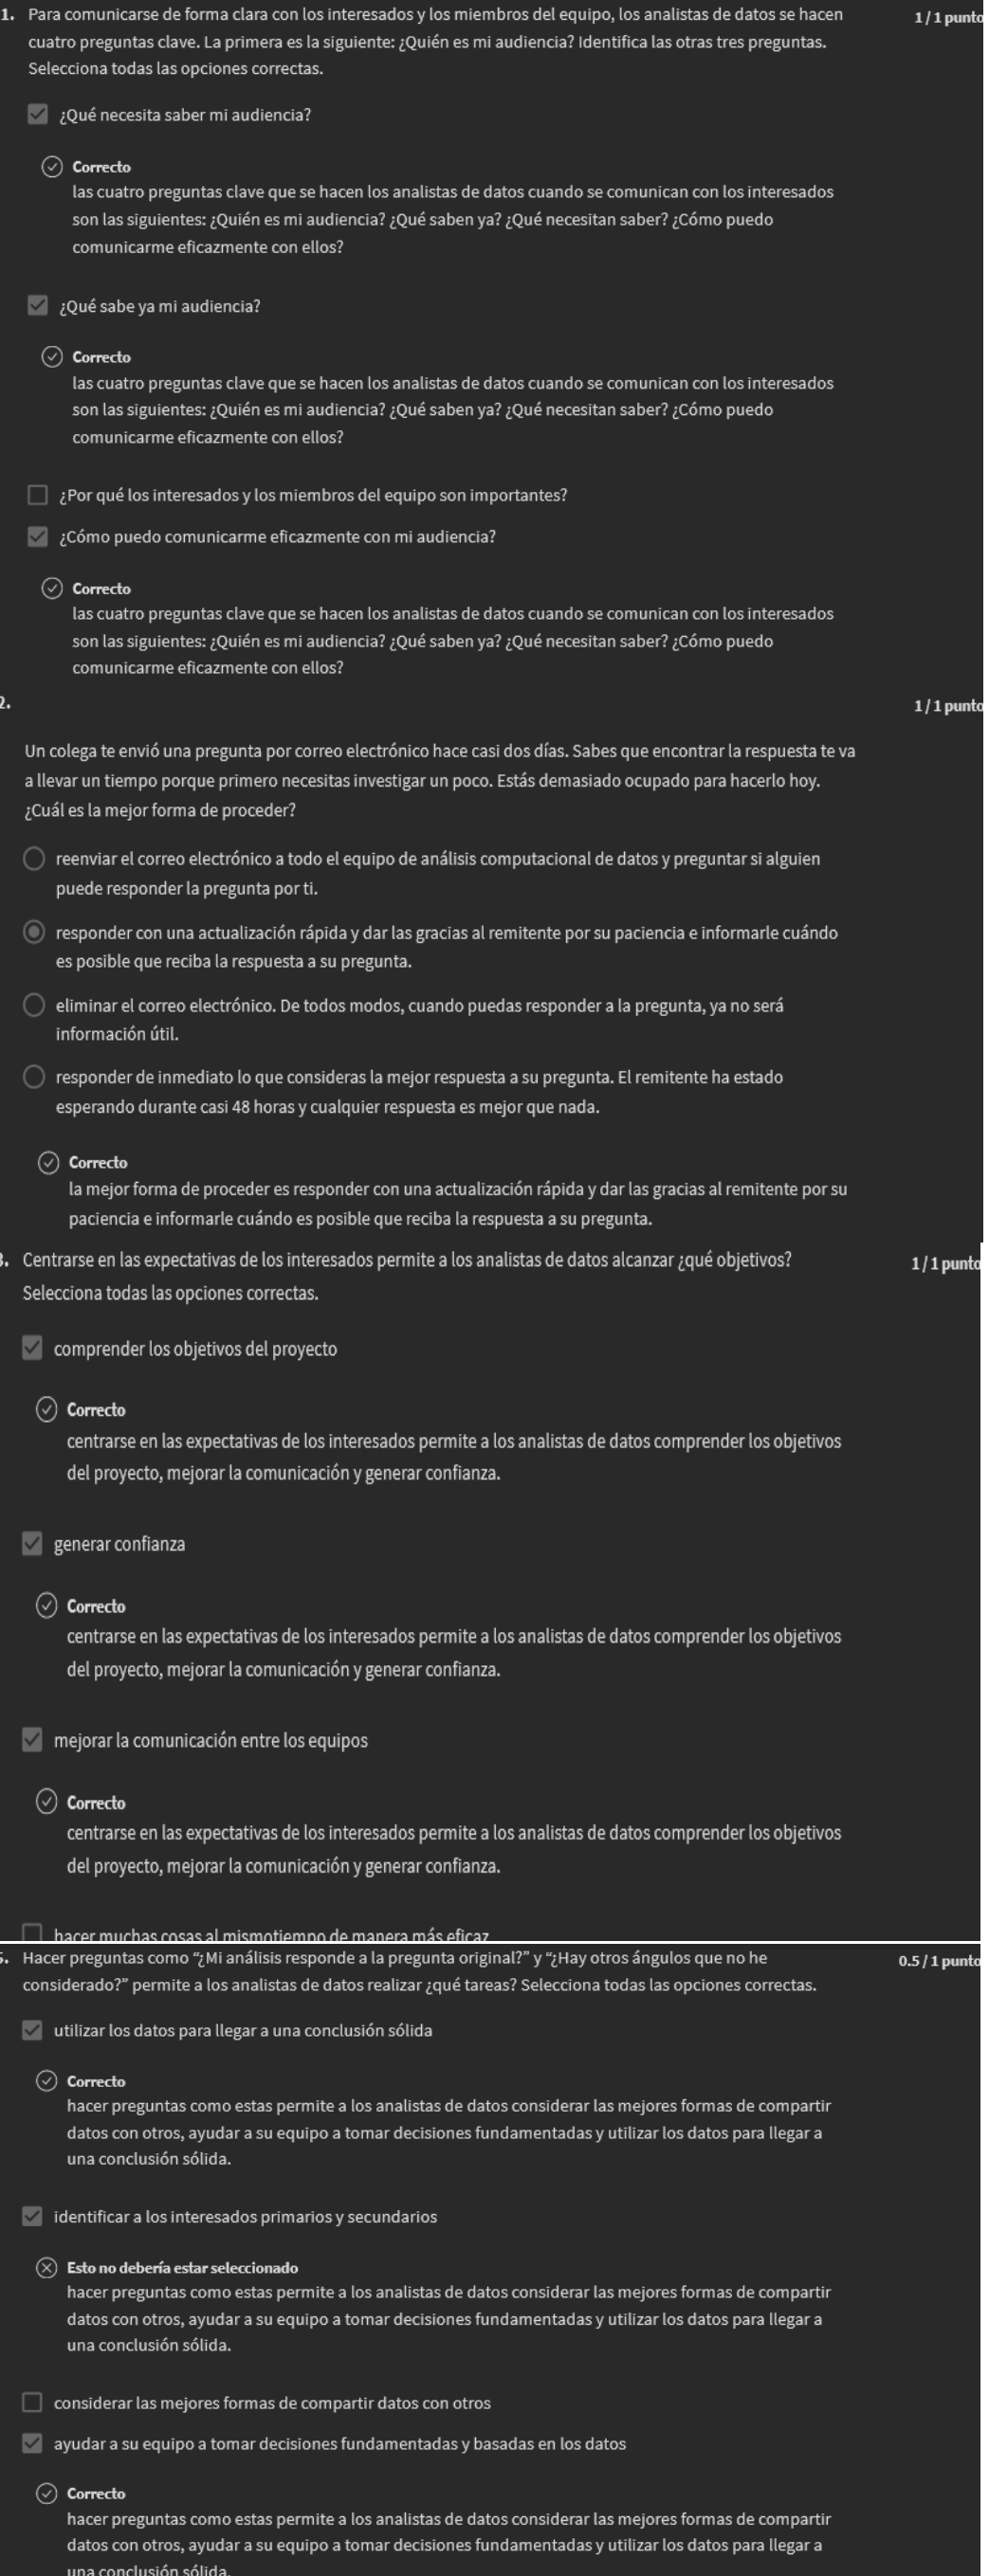 1. Para comunicarse de forma clara con los interesados y los miembros del equipo, los analistas de datos se hacen
1 / 1 punto
cuatro preguntas clave. La primera es la siguiente: ¿Quién es mi audiencia? Identifica las otras tres preguntas.
Selecciona todas las opciones correctas.
¿Qué necesita saber mi audiencia?
Correcto
las cuatro preguntas clave que se hacen los analistas de datos cuando se comunican con los interesados
son las siguientes: ¿Quién es mi audiencia? ¿Qué saben ya? ¿Qué necesitan saber? ¿Cómo puedo
comunicarme eficazmente con ellos?
¿Qué sabe ya mi audiencia?
Correcto
las cuatro preguntas clave que se hacen los analistas de datos cuando se comunican con los interesados
son las siguientes: ¿Quién es mi audiencia? ¿Qué saben ya? ¿Qué necesitan saber? ¿Cómo puedo
comunicarme eficazmente con ellos?
¿Por qué los interesados y los miembros del equipo son importantes?
¿Cómo puedo comunicarme eficazmente con mi audiencia?
Correcto
las cuatro preguntas clave que se hacen los analistas de datos cuando se comunican con los interesados
son las siguientes: ¿Quién es mi audiencia? ¿Qué saben ya? ¿Qué necesitan saber? ¿Cómo puedo
comunicarme eficazmente con ellos?
2.
1 / 1 punto
Un colega te envió una pregunta por correo electrónico hace casi dos días. Sabes que encontrar la respuesta te va
a llevar un tiempo porque primero necesitas investigar un poco. Estás demasiado ocupado para hacerlo hoy.
¿Cuál es la mejor forma de proceder?
reenviar el correo electrónico a todo el equipo de análisis computacional de datos y preguntar si alguien
puede responder la pregunta por ti.
responder con una actualización rápida y dar las gracias al remitente por su paciencia e informarle cuándo
es posible que reciba la respuesta a su pregunta.
eliminar el correo electrónico. De todos modos, cuando puedas responder a la pregunta, ya no será
información útil.
responder de inmediato lo que consideras la mejor respuesta a su pregunta. El remitente ha estado
esperando durante casi 48 horas y cualquier respuesta es mejor que nada.
Correcto
la mejor forma de proceder es responder con una actualización rápida y dar las gracias al remitente por su
paciencia e informarle cuándo es posible que reciba la respuesta a su pregunta.
3. Centrarse en las expectativas de los interesados permite a los analistas de datos alcanzar ¿qué objetivos?
1 / 1 punto
Selecciona todas las opciones correctas.
comprender los objetivos del proyecto
Correcto
centrarse en las expectativas de los interesados permite a los analistas de datos comprender los objetivos
del proyecto, mejorar la comunicación y generar confianza.
generar confianza
Correcto
centrarse en las expectativas de los interesados permite a los analistas de datos comprender los objetivos
del proyecto, mejorar la comunicación y generar confianza.
mejorar la comunicación entre los equipos
Correcto
centrarse en las expectativas de los interesados permite a los analistas de datos comprender los objetivos
del proyecto, mejorar la comunicación y generar confianza.
hacer muchas cosas al mismo tiempo de manera más eficaz
5. Hacer preguntas como “¿Mi análisis responde a la pregunta original?” y “¿Hay otros ángulos que no he
0.5 / 1 punto
considerado?” permite a los analistas de datos realizar ¿qué tareas? Selecciona todas las opciones correctas.
utilizar los datos para llegar a una conclusión sólida
Correcto
hacer preguntas como estas permite a los analistas de datos considerar las mejores formas de compartir
datos con otros, ayudar a su equipo a tomar decisiones fundamentadas y utilizar los datos para llegar a
una conclusión sólida.
identificar a los interesados primarios y secundarios
Esto no debería estar seleccionado
hacer preguntas como estas permite a los analistas de datos considerar las mejores formas de compartir
datos con otros, ayudar a su equipo a tomar decisiones fundamentadas y utilizar los datos para llegar a
una conclusión sólida.
considerar las mejores formas de compartir datos con otros
ayudar a su equipo a tomar decisiones fundamentadas y basadas en los datos
Correcto
hacer preguntas como estas permite a los analistas de datos considerar las mejores formas de compartir
datos con otros, ayudar a su equipo a tomar decisiones fundamentadas y utilizar los datos para llegar a
una conclusión sólida.